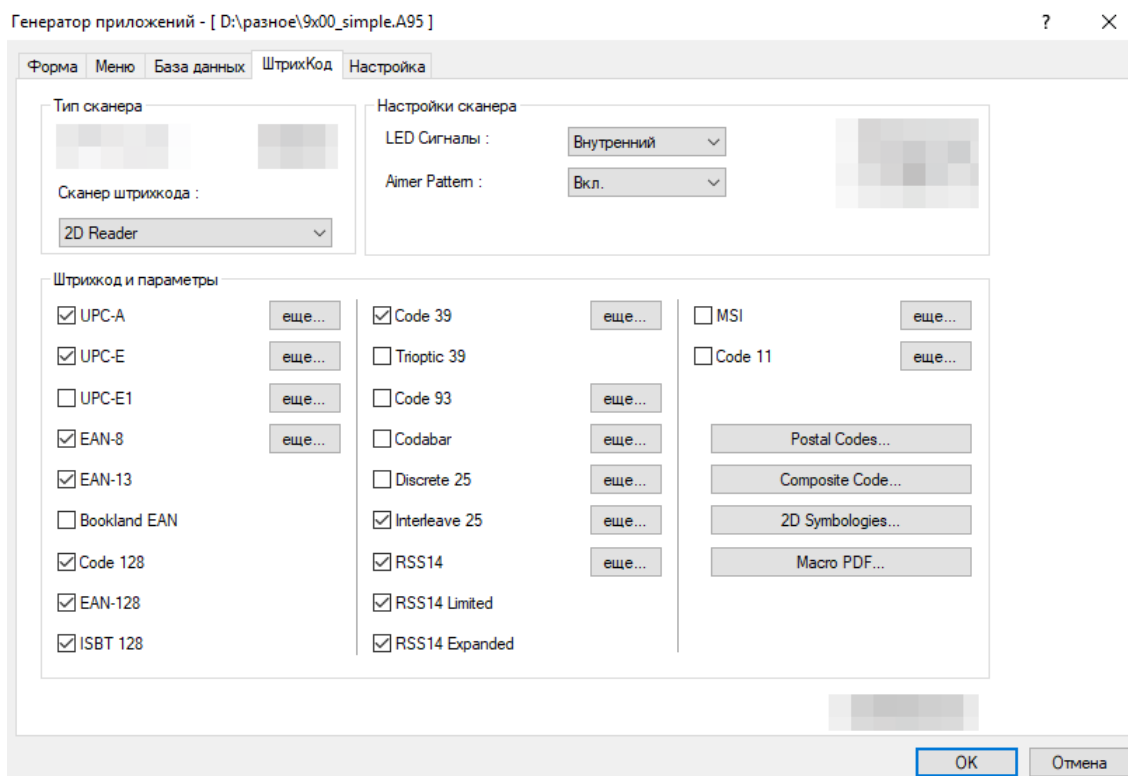 Генератор приложений - [ D:\разное\9x00_simple.A95 ]
Форма Меню База данных ШтрихКод Настройка
Тип сканера
Сканер штрихкода :
2D Reader
Настройки сканера
LED Сигналы : Внутренний
Aimer Pattern : Вкл.
Штрихкод и параметры
UPC-A еще...
UPC-E еще...
UPC-E1 еще...
EAN-8 еще...
EAN-13
Bookland EAN
Code 128
EAN-128
ISBT 128
Code 39 еще...
Trioptic 39
Code 93 еще...
Codabar еще...
Discrete 25 еще...
Interleave 25 еще...
RSS14 еще...
RSS14 Limited
RSS14 Expanded
MSI еще...
Code 11 еще...
Postal Codes...
Composite Code...
2D Symbologies...
Macro PDF...
OK Отмена